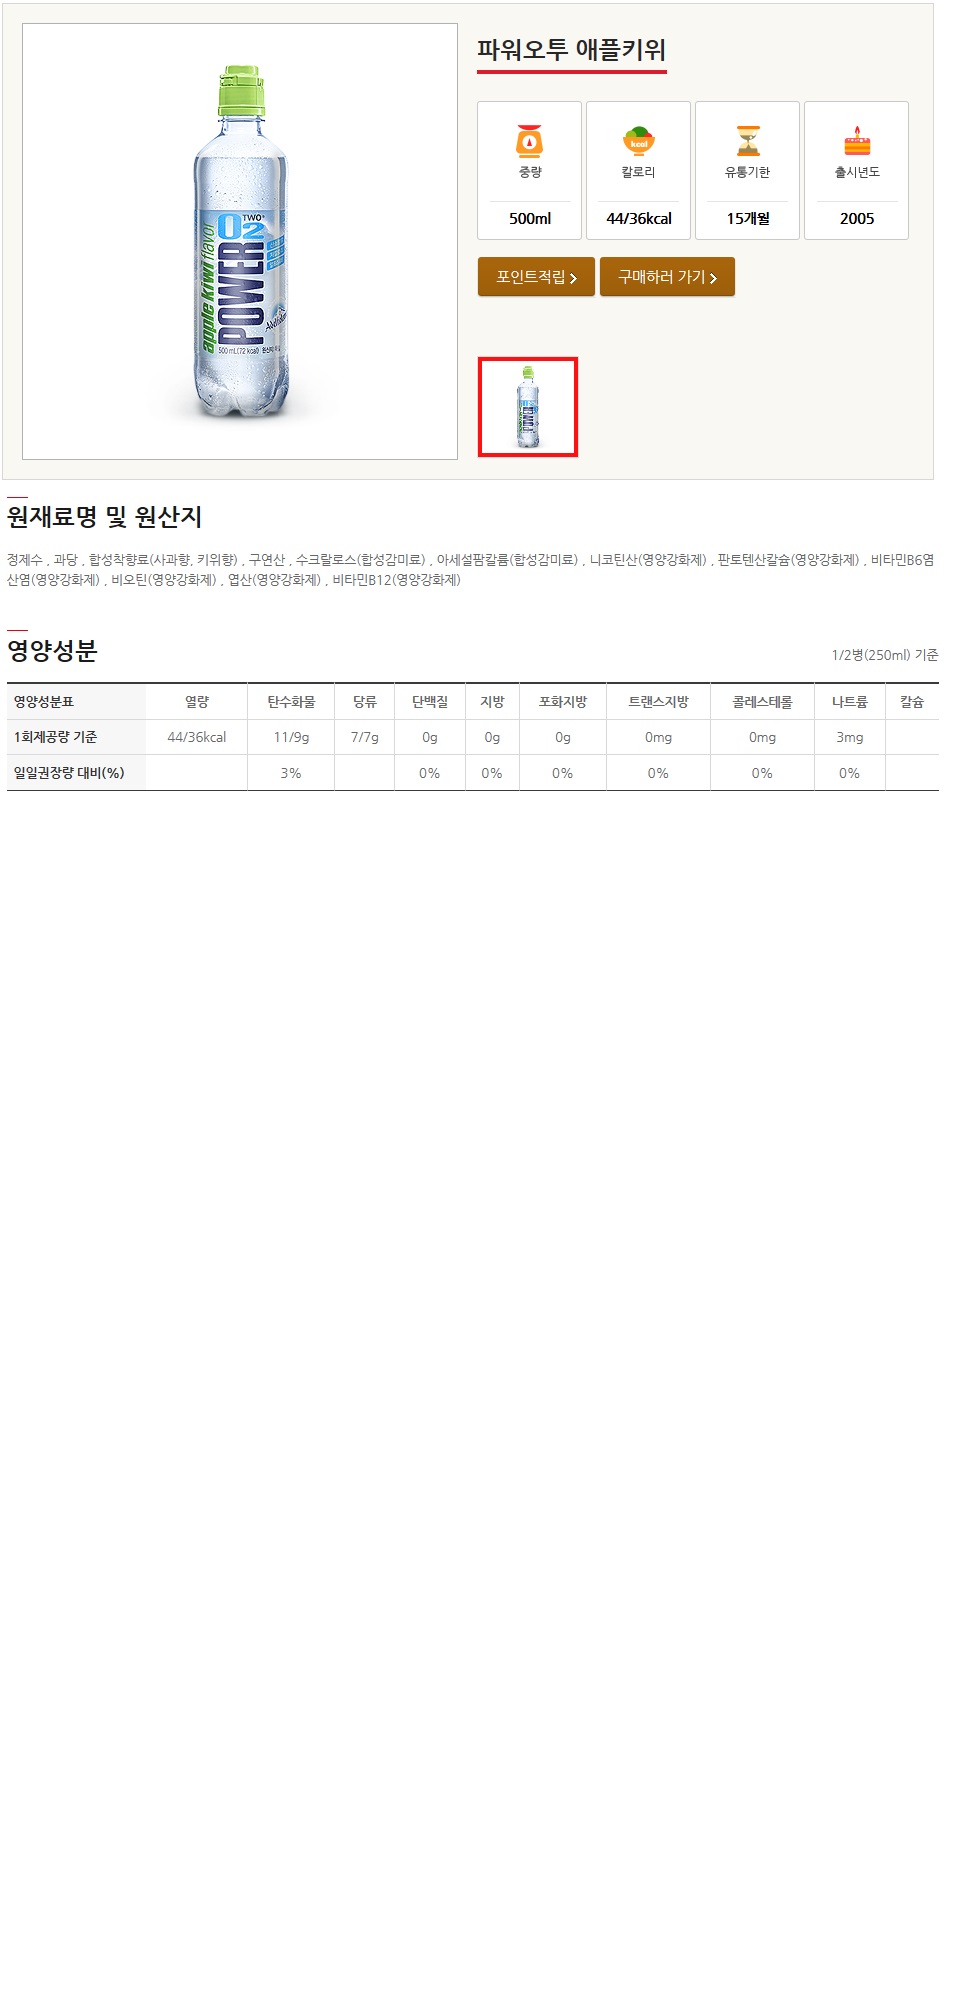 파워오투 애플키위
apple kiwi flavor
TWO
O2
POWER
500 mL(72 kcal)
중량
칼로리
유통기한
출시년도
kcal
500ml
44/36kcal
15개월
2005
포인트적립
구매하러 가기
원재료명 및 원산지
정제수 , 과당 , 합성착향료(사과향, 키위향) , 구연산 , 수크랄로스(합성감미료) , 아세설팜칼륨(합성감미료) , 니코틴산(영양강화제) , 판토텐산칼슘(영양강화제) , 비타민B6염
산염(영양강화제) , 비오틴(영양강화제) , 엽산(영양강화제) , 비타민B12(영양강화제)
영양성분
1/2병(250ml) 기준
영양성분표 열량 탄수화물 당류 단백질 지방 포화지방 트랜스지방 콜레스테롤 나트륨 칼슘
1회제공량 기준 44/36kcal 11/9g 7/7g 0g 0g 0g 0mg 0mg 3mg
일일권장량 대비(%) 3% 0% 0% 0% 0% 0% 0%